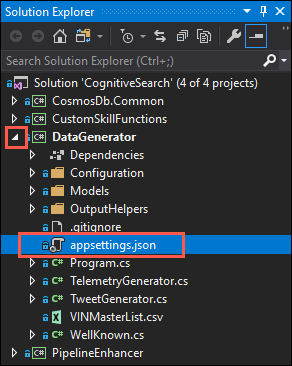 Solution Explorer
Search Solution Explorer (Ctrl+;)
Solution 'CognitiveSearch' (4 of 4 projects)
C# CosmosDb.Common
C# CustomSkillFunctions
C# DataGenerator
Dependencies
Configuration
Models
OutputHelpers
.gitignore
appsettings.json
C# Program.cs
C# TelemetryGenerator.cs
C# TweetGenerator.cs
VINMasterList.csv
C# WellKnown.cs
C# PipelineEnhancer